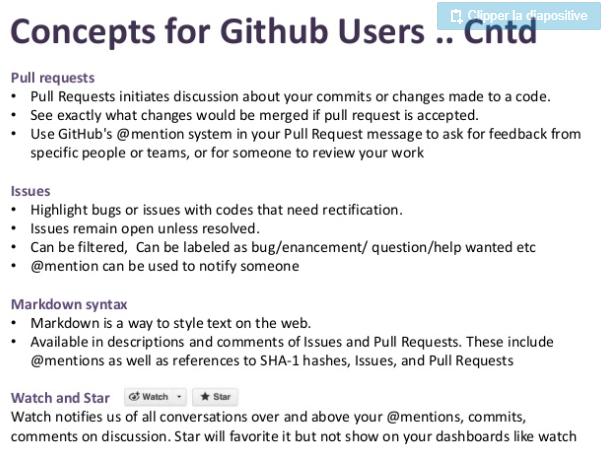 Clipper la diapositive
Concepts for Github Users .. Cntd
Pull requests
• Pull Requests initiates discussion about your commits or changes made to a code.
• See exactly what changes would be merged if pull request is accepted.
• Use GitHub's @mention system in your Pull Request message to ask for feedback from
specific people or teams, or for someone to review your work
Issues
• Highlight bugs or issues with codes that need rectification.
• Issues remain open unless resolved.
• Can be filtered, Can be labeled as bug/enancement/ question/help wanted etc
• @mention can be used to notify someone
Markdown syntax
• Markdown is a way to style text on the web.
• Available in descriptions and comments of Issues and Pull Requests. These include
@mentions as well as references to SHA-1 hashes, Issues, and Pull Requests
Watch and Star Watch Star
Watch notifies us of all conversations over and above your @mentions, commits,
comments on discussion. Star will favorite it but not show on your dashboards like watch